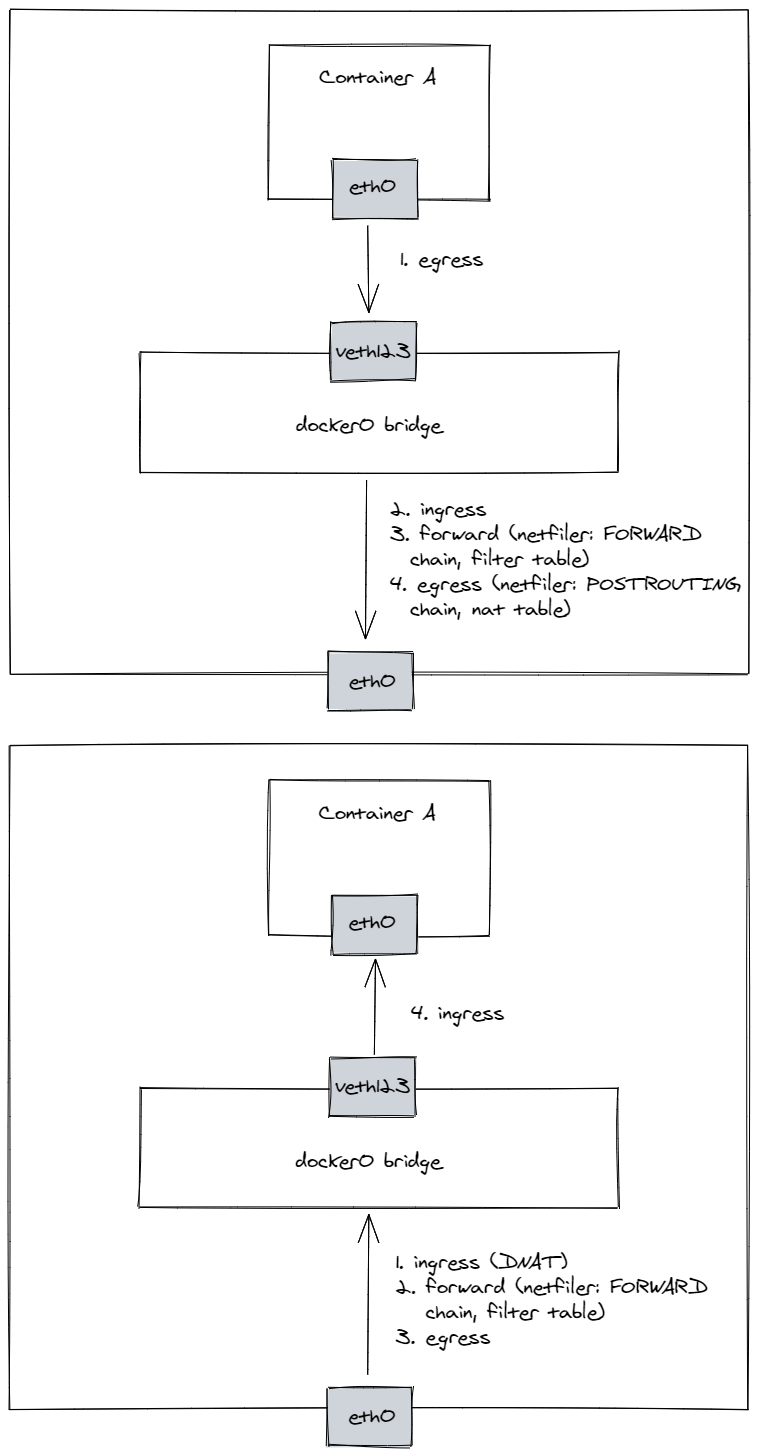 Container A
eth0
1. egress
veth123
docker0 bridge
2. ingress
3. forward (netfiler: FORWARD
chain, filter table)
4. egress (netfiler: POSTROUTING,
chain, nat table)
eth0
Container A
eth0
4. ingress
veth123
docker0 bridge
1. ingress (DNAT)
2. forward (netfiler: FORWARD
chain, filter table)
3. egress
eth0